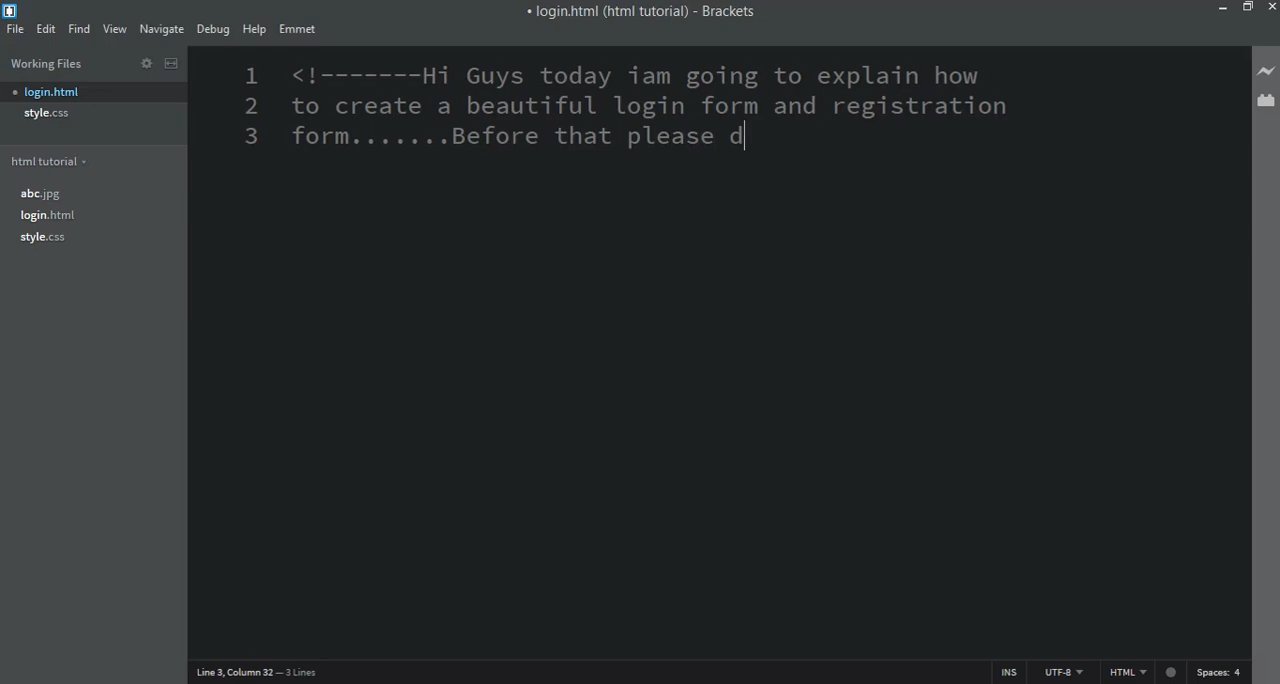 • login.html (html tutorial) - Brackets
File Edit Find View Navigate Debug Help Emmet
Working Files
• login.html
style.css
html tutorial
abc.jpg
login.html
style.css
1 <!-------Hi Guys today iam going to explain how
2 to create a beautiful login form and registration
3 form.......Before that please d
Line 3, Column 32 — 3 Lines
INS UTF-8 HTML Spaces: 4